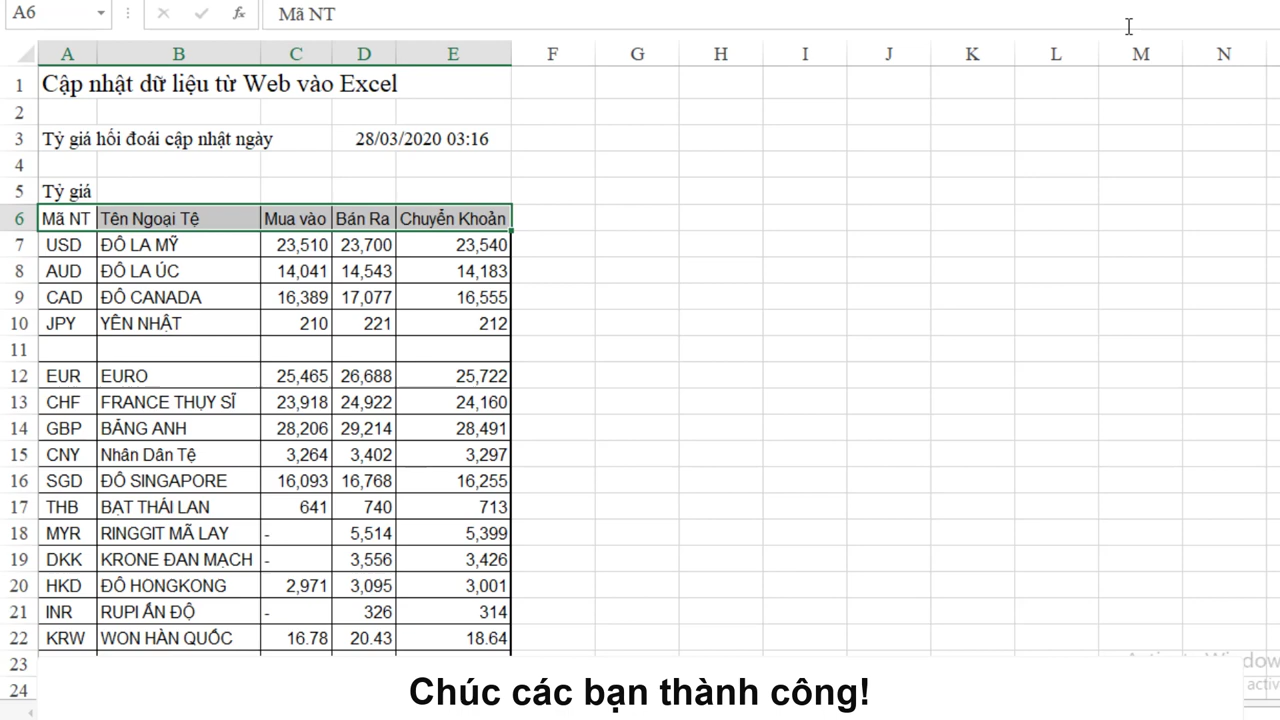 A6 fx Mã NT
A B C D E F G H I J K L M N
1 Cập nhật dữ liệu từ Web vào Excel
2
3 Tỷ giá hối đoái cập nhật ngày 28/03/2020 03:16
4
5 Tỷ giá
6 Mã NT Tên Ngoại Tệ Mua vào Bán Ra Chuyển Khoản
7 USD ĐÔ LA MỸ 23,510 23,700 23,540
8 AUD ĐÔ LA ÚC 14,041 14,543 14,183
9 CAD ĐÔ CANADA 16,389 17,077 16,555
10 JPY YÊN NHẬT 210 221 212
11
12 EUR EURO 25,465 26,688 25,722
13 CHF FRANCE THỤY SĨ 23,918 24,922 24,160
14 GBP BẢNG ANH 28,206 29,214 28,491
15 CNY Nhân Dân Tệ 3,264 3,402 3,297
16 SGD ĐÔ SINGAPORE 16,093 16,768 16,255
17 THB BẠT THÁI LAN 641 740 713
18 MYR RINGGIT MÃ LAY - 5,514 5,399
19 DKK KRONE ĐAN MẠCH - 3,556 3,426
20 HKD ĐÔ HONGKONG 2,971 3,095 3,001
21 INR RUPI ẤN ĐỘ - 326 314
22 KRW WON HÀN QUỐC 16.78 20.43 18.64
23
24
Chúc các bạn thành công!